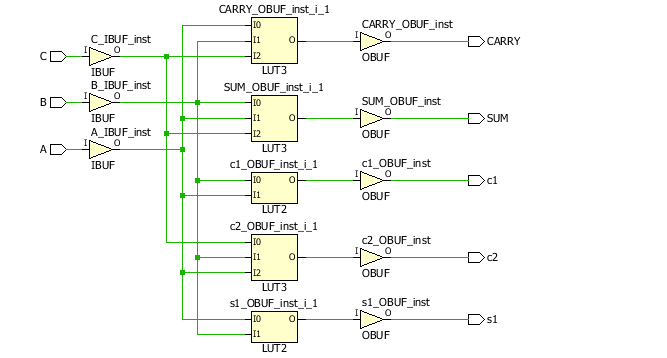 CARRY_OBUF_inst_i_1
C_IBUF_inst
I0
CARRY_OBUF_inst
C
I
O
I1
O
I
O
CARRY
IBUF
I2
OBUF
B_IBUF_inst
LUT3
SUM_OBUF_inst_i_1
B
I
O
I0
SUM_OBUF_inst
IBUF
I1
O
I
O
SUM
A_IBUF_inst
I2
OBUF
A
I
O
LUT3
IBUF
c1_OBUF_inst_i_1
c1_OBUF_inst
I0
O
I
O
c1
I1
OBUF
LUT2
c2_OBUF_inst_i_1
I0
c2_OBUF_inst
I1
O
I
O
c2
I2
OBUF
LUT3
s1_OBUF_inst_i_1
s1_OBUF_inst
I0
O
I
O
s1
I1
OBUF
LUT2